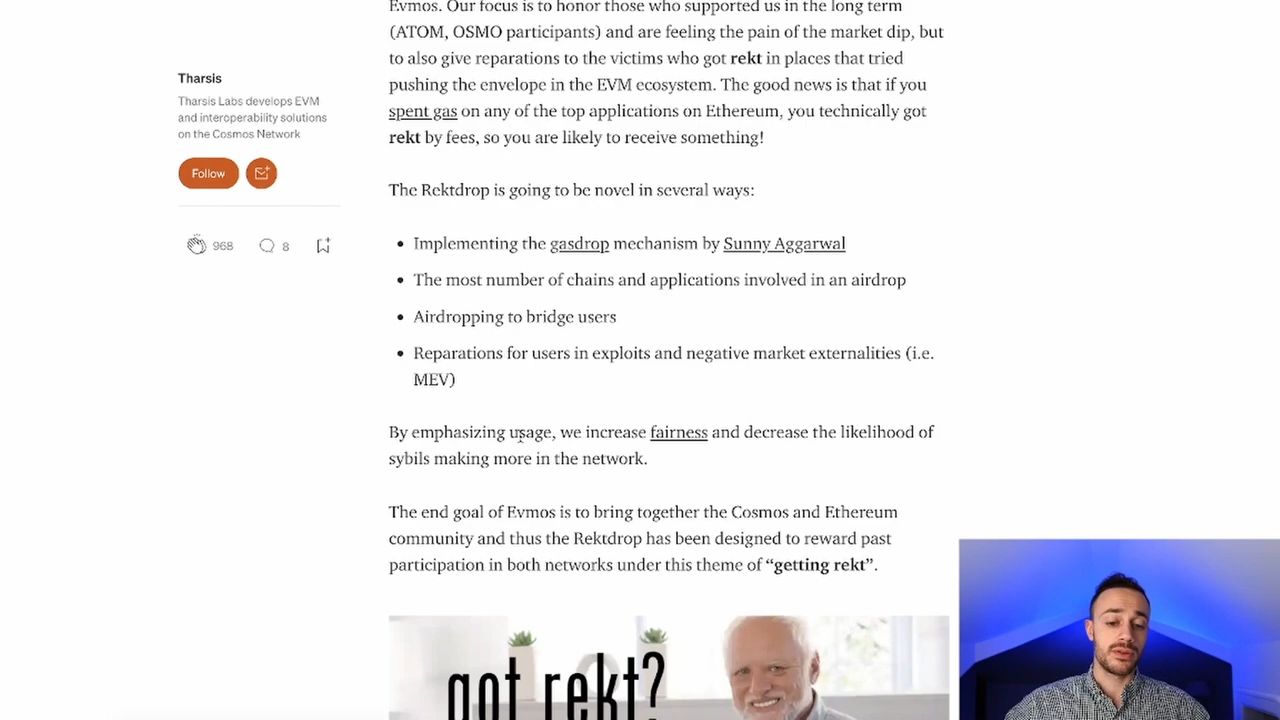 Evmos. Our focus is to honor those who supported us in the long term
(ATOM, OSMO participants) and are feeling the pain of the market dip, but
to also give reparations to the victims who got rekt in places that tried
pushing the envelope in the EVM ecosystem. The good news is that if you
spent gas on any of the top applications on Ethereum, you technically got
rekt by fees, so you are likely to receive something!
Tharsis
Tharsis Labs develops EVM
and interoperability solutions
on the Cosmos Network
Follow
968
8
The Rektdrop is going to be novel in several ways:
• Implementing the gasdrop mechanism by Sunny Aggarwal
• The most number of chains and applications involved in an airdrop
• Airdropping to bridge users
• Reparations for users in exploits and negative market externalities (i.e.
MEV)
By emphasizing usage, we increase fairness and decrease the likelihood of
sybils making more in the network.
The end goal of Evmos is to bring together the Cosmos and Ethereum
community and thus the Rektdrop has been designed to reward past
participation in both networks under this theme of “getting rekt”.
got rekt?